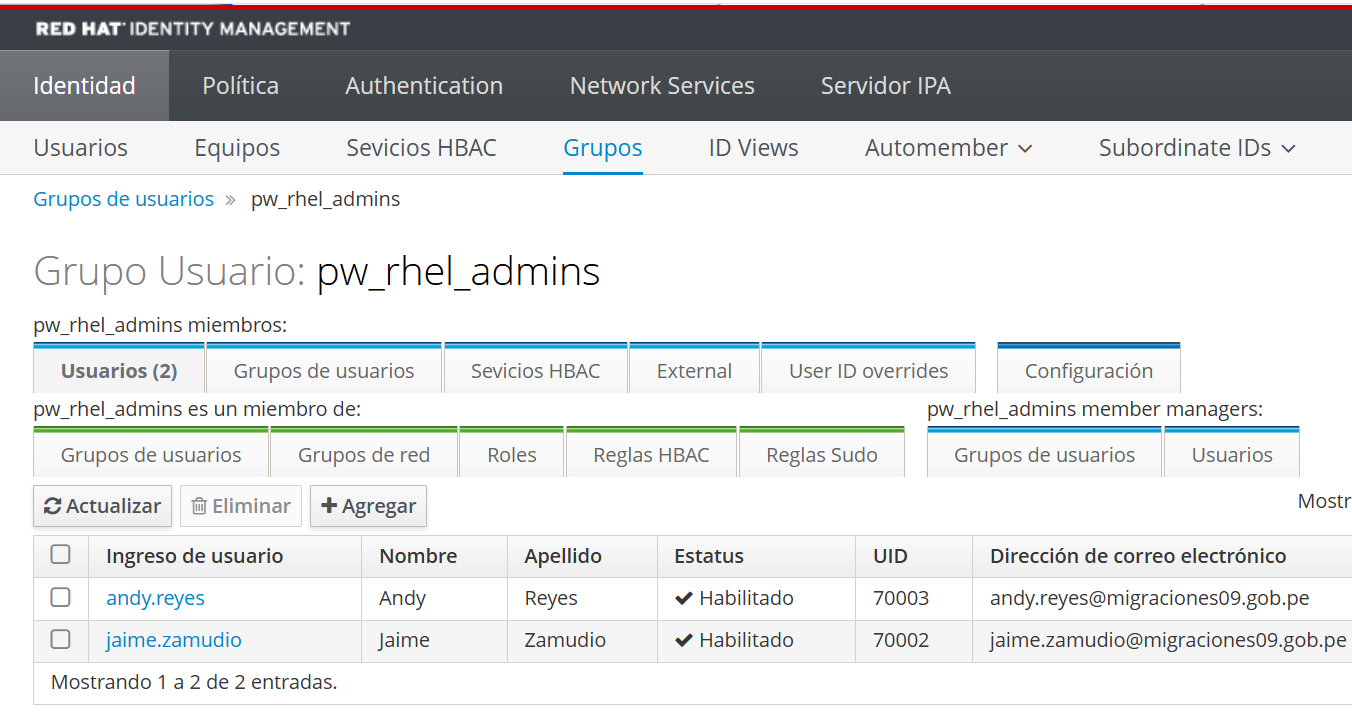 RED HAT IDENTITY MANAGEMENT
Identidad Política Authentication Network Services Servidor IPA
Usuarios Equipos Sevicios HBAC Grupos ID Views Automember Subordinate IDs
Grupos de usuarios » pw_rhel_admins
Grupo Usuario: pw_rhel_admins
pw_rhel_admins miembros:
Usuarios (2) Grupos de usuarios Sevicios HBAC External User ID overrides Configuración
pw_rhel_admins es un miembro de: pw_rhel_admins member managers:
Grupos de usuarios Grupos de red Roles Reglas HBAC Reglas Sudo Grupos de usuarios Usuarios
Actualizar Eliminar Agregar Mostr
Ingreso de usuario Nombre Apellido Estatus UID Dirección de correo electrónico
andy.reyes Andy Reyes Habilitado 70003 andy.reyes@migraciones09.gob.pe
jaime.zamudio Jaime Zamudio Habilitado 70002 jaime.zamudio@migraciones09.gob.pe
Mostrando 1 a 2 de 2 entradas.